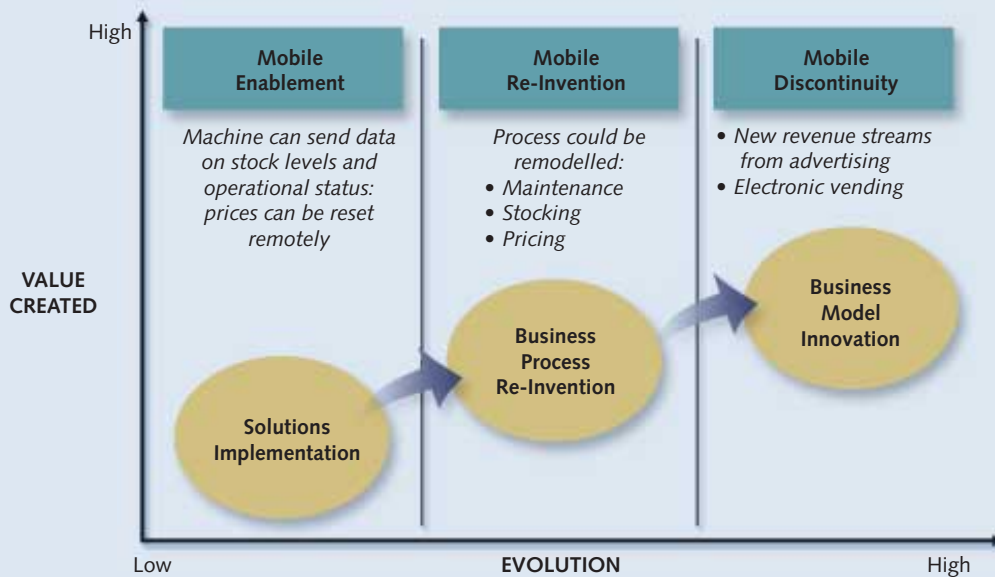 High
Mobile
Enablement
Machine can send data
on stock levels and
operational status:
prices can be reset
remotely
Mobile
Re-Invention
Process could be
remodelled:
• Maintenance
• Stocking
• Pricing
Mobile
Discontinuity
• New revenue streams
from advertising
• Electronic vending
VALUE
CREATED
Solutions
Implementation
Business
Process
Re-Invention
Business
Model
Innovation
Low
EVOLUTION
High